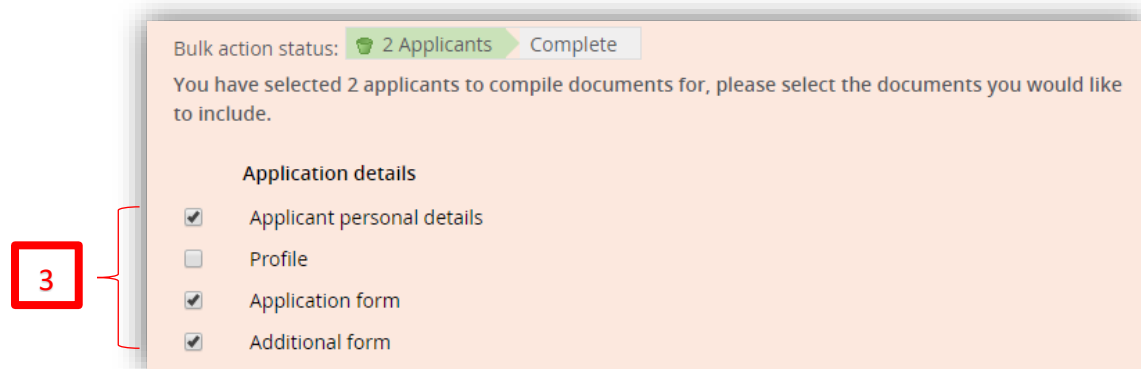 Bulk action status: 2 Applicants Complete
You have selected 2 applicants to compile documents for, please select the documents you would like
to include.
Application details
Applicant personal details
Profile
3
Application form
Additional form